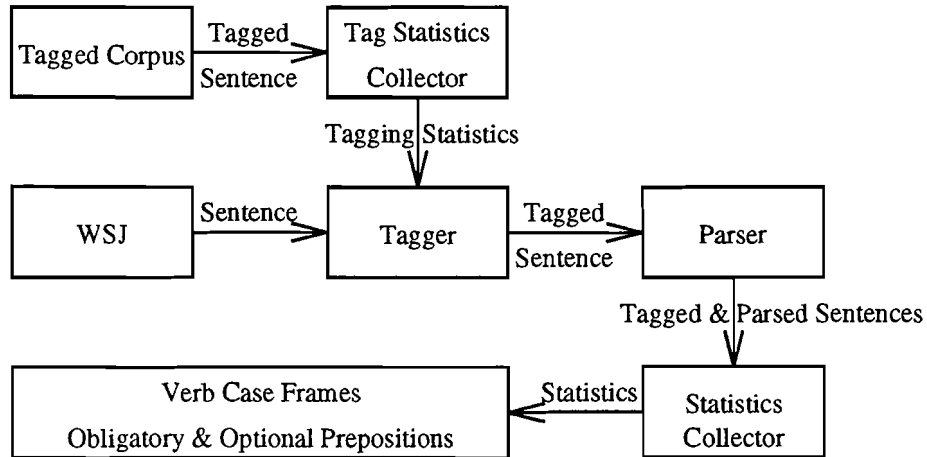 Tagged Corpus
Tagged
Sentence
Tag Statistics
Collector
Tagging Statistics
WSJ
Sentence
Tagger
Tagged
Sentence
Parser
Tagged & Parsed Sentences
Verb Case Frames
Obligatory & Optional Prepositions
Statistics
Statistics
Collector